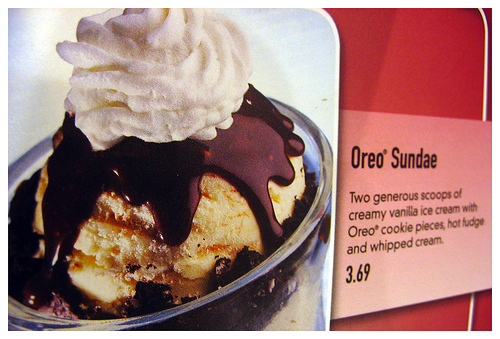 Oreo® Sundae
Two generous scoops of
creamy vanilla ice cream with
Oreo® cookie pieces, hot fudge
and whipped cream.
3.69